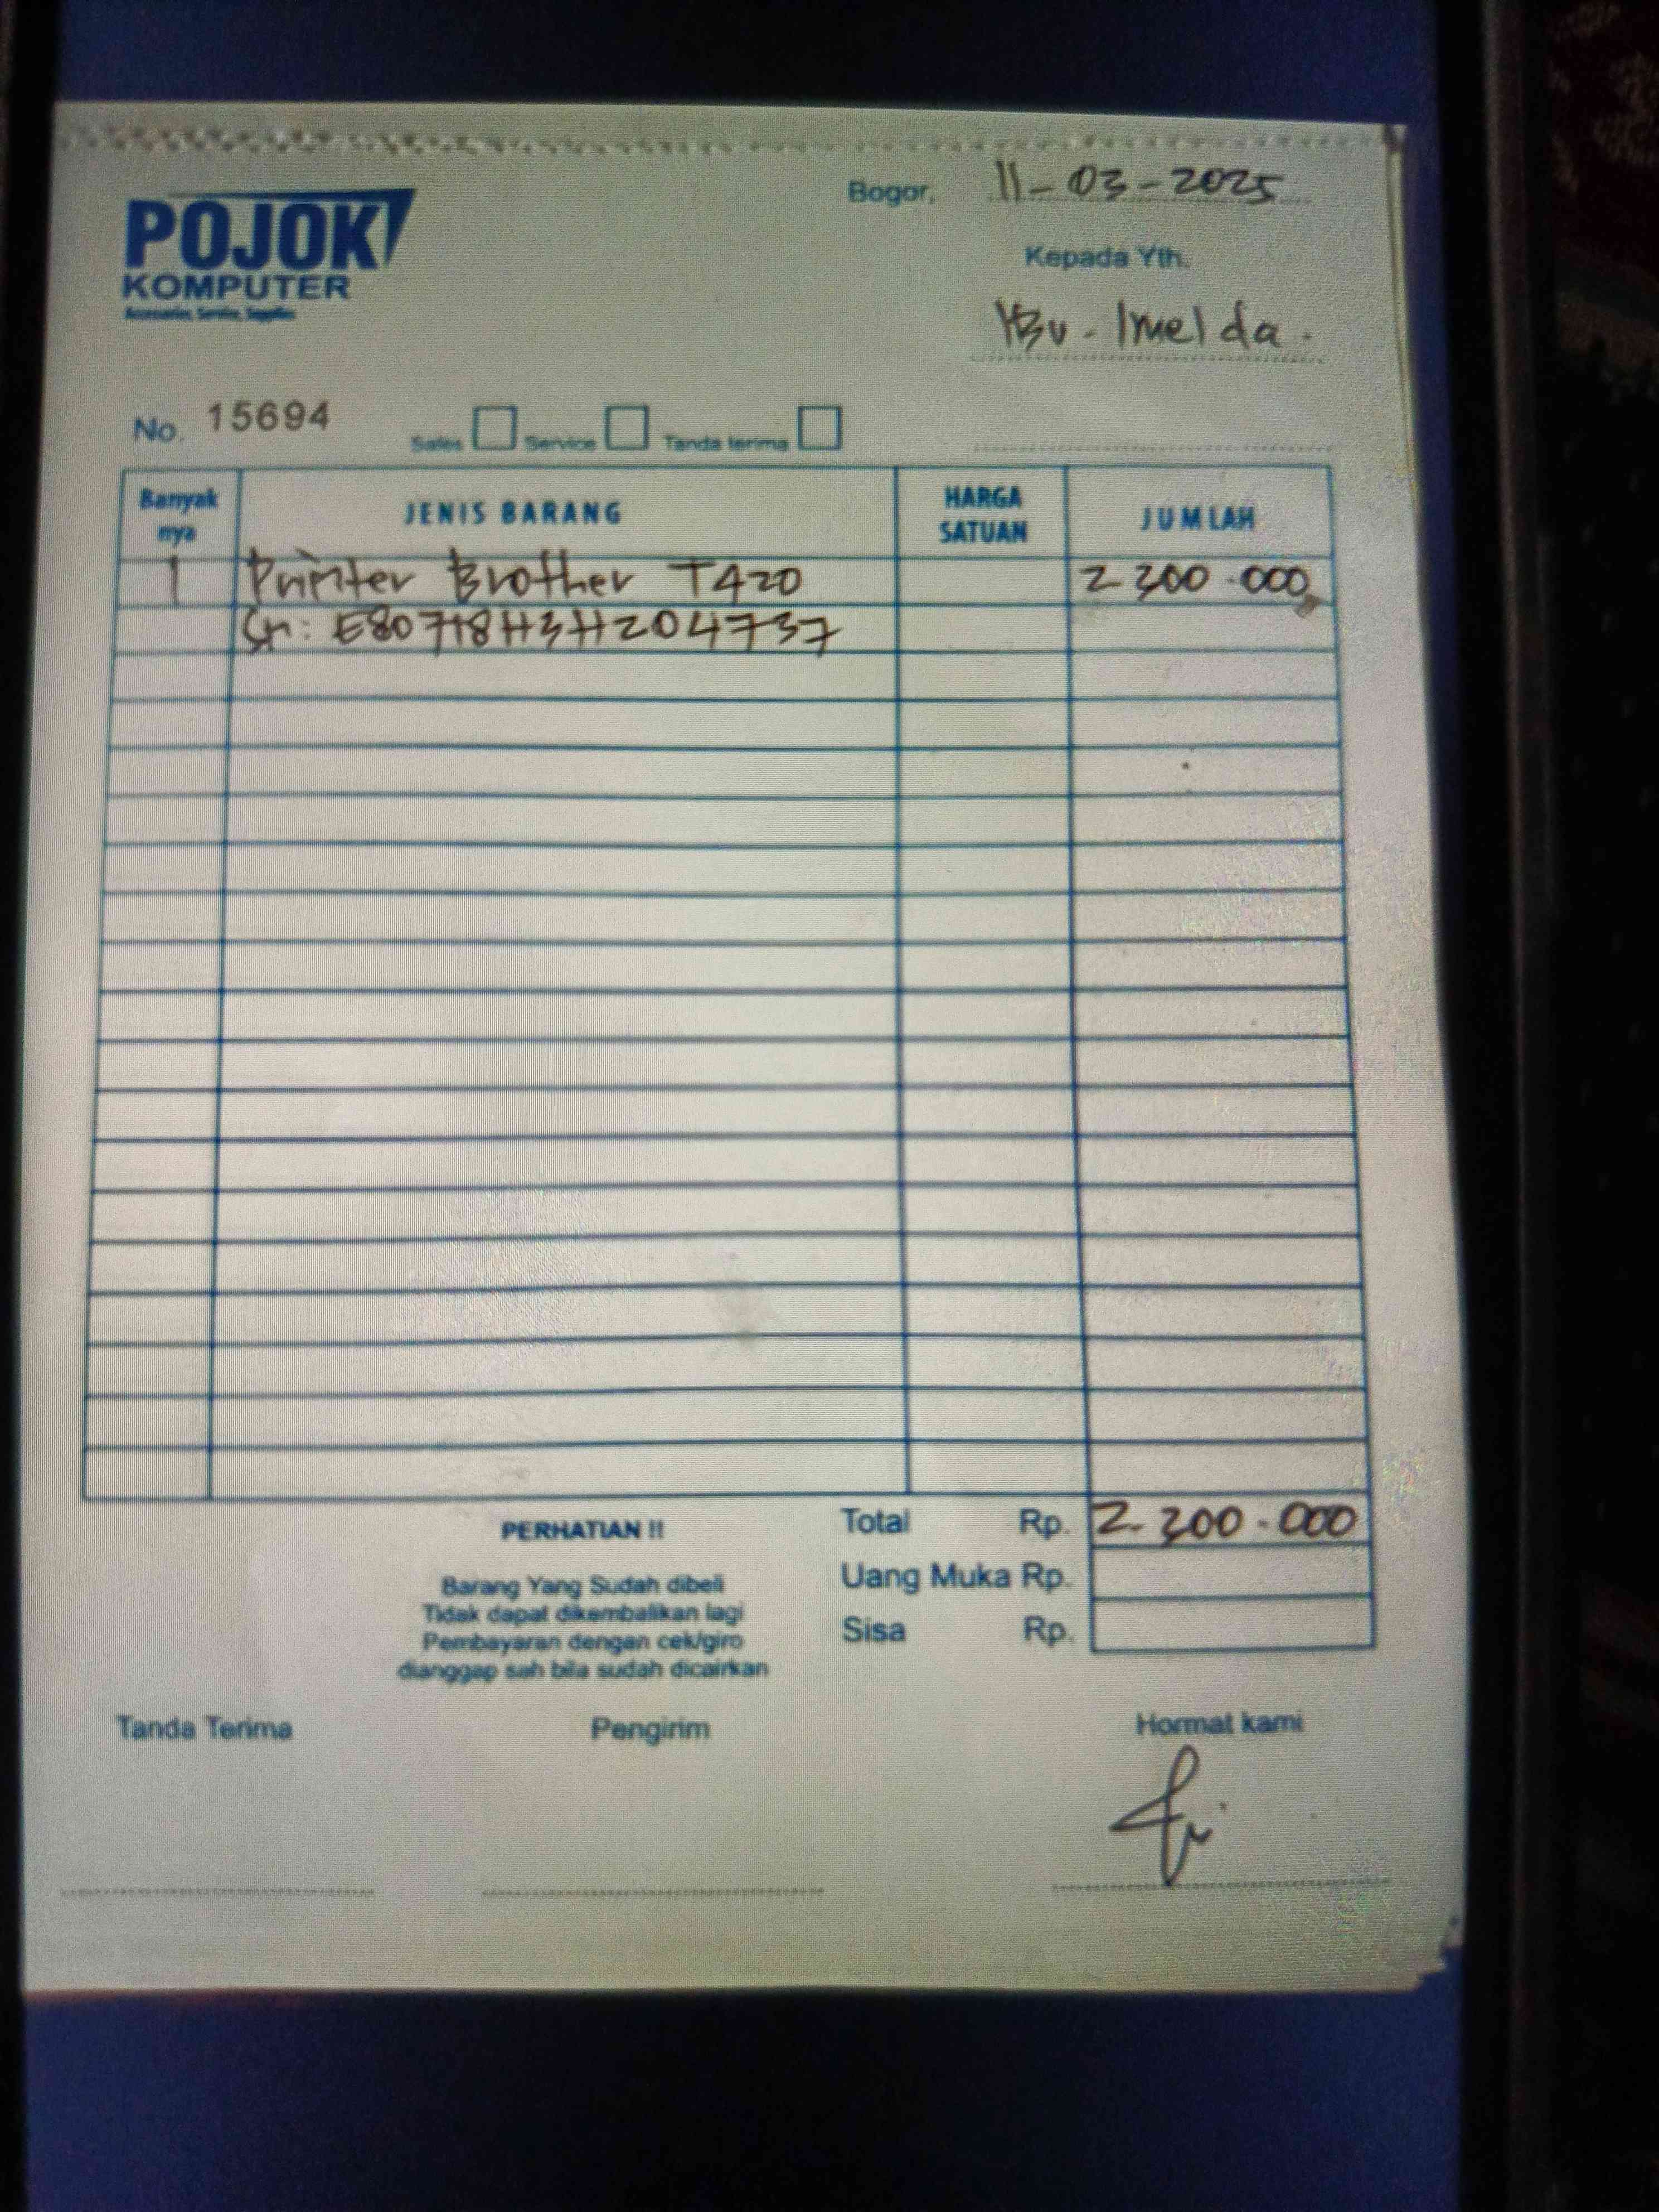 POJOK
KOMPUTER
Accessories, Service, Supplies
Bogor, 11-03-2025
Kepada Yth.
IBu. Imelda.
No. 15694
Sales Service Tanda terima
Banyak nya JENIS BARANG HARGA SATUAN JUMLAH
1 Printer Brother T420 2.300.000
Sn: E80718H3H204737
PERHATIAN !!
Barang Yang Sudah dibeli
Tidak dapat dikembalikan lagi
Pembayaran dengan cek/giro
dianggap sah bila sudah dicairkan
Total Rp. 2.300.000
Uang Muka Rp.
Sisa Rp.
Tanda Terima Pengirim Hormat kami